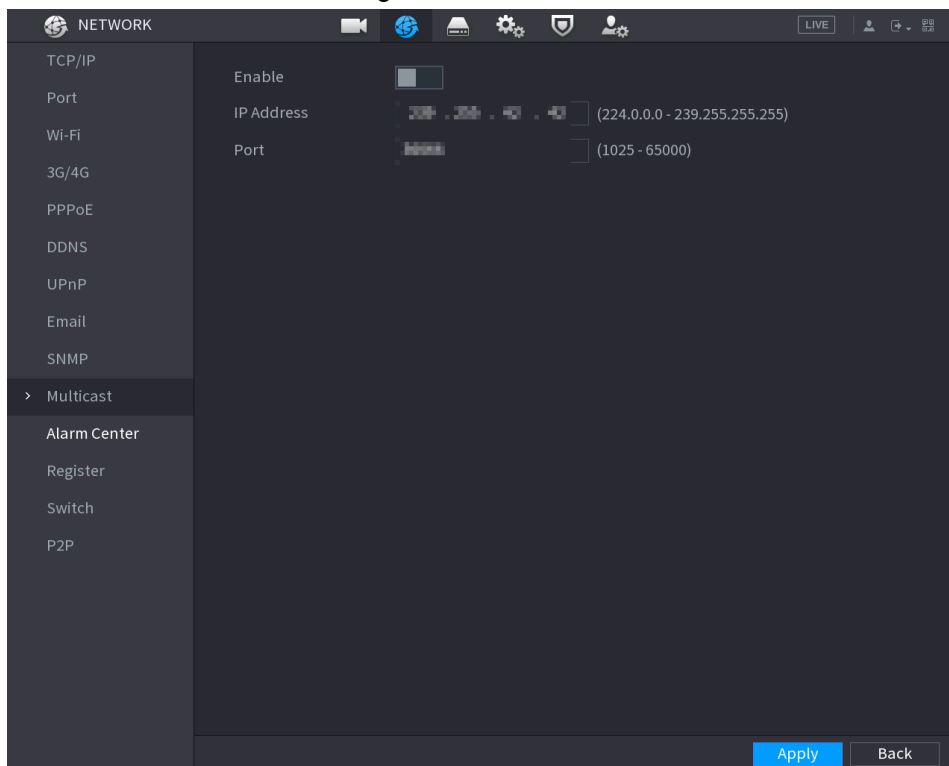 NETWORK
LIVE
TCP/IP
Port
Wi-Fi
3G/4G
PPPoE
DDNS
UPnP
Email
SNMP
> Multicast
Alarm Center
Register
Switch
P2P
Enable
IP Address (224.0.0.0 - 239.255.255.255)
Port (1025 - 65000)
Apply Back